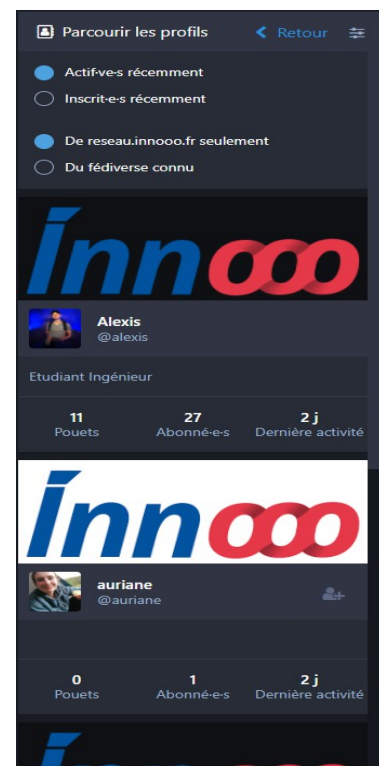 Parcourir les profils
Retour
Actif·ve·s récemment
Inscrit·e·s récemment
De reseau.innooo.fr seulement
Du fédiverse connu
Innooo
Alexis
@alexis
Etudiant Ingénieur
11 27 2 j
Pouets Abonné·e·s Dernière activité
Innooo
auriane
@auriane
0 1 2 j
Pouets Abonné·e·s Dernière activité